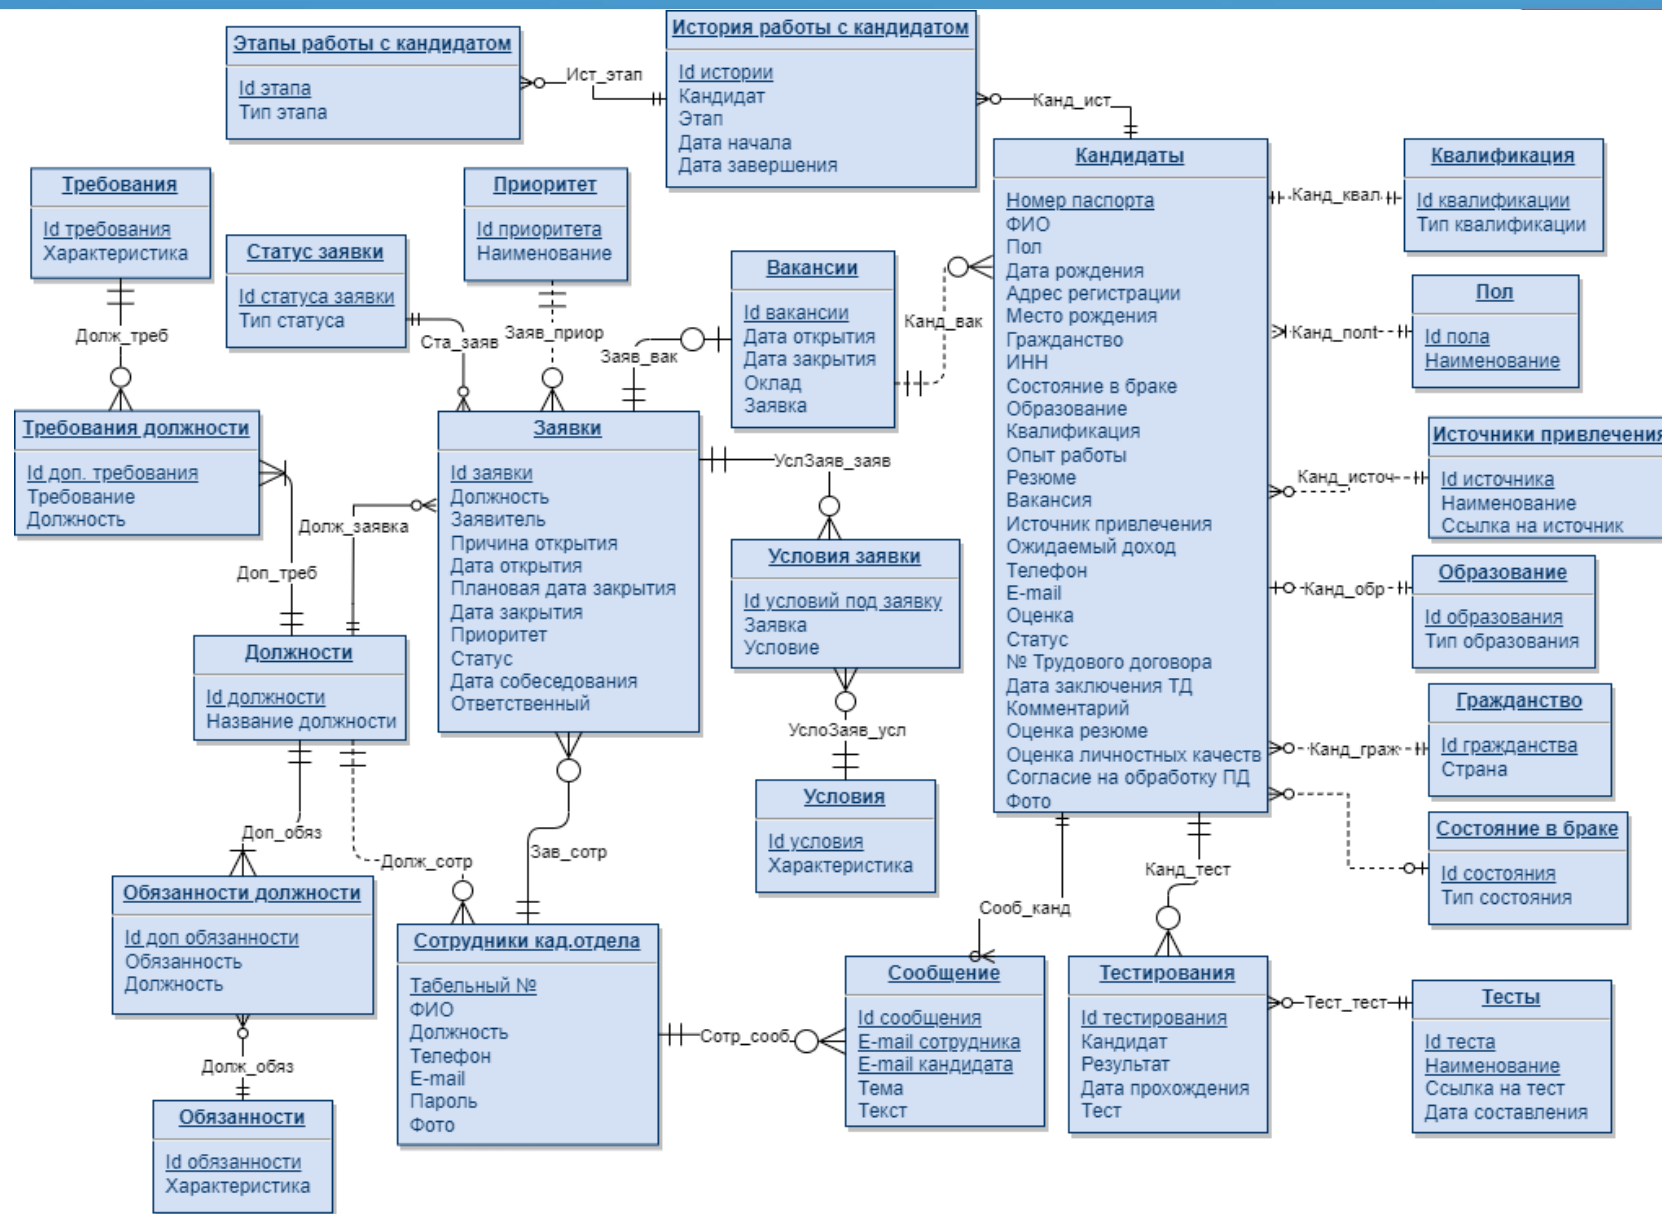 Этапы работы с кандидатом
Id этапа
Тип этапа
Ист_этап
История работы с кандидатом
Id истории
Кандидат
Этап
Дата начала
Дата завершения
Канд_ист
Требования
Id требования
Характеристика
Долж_треб
Статус заявки
Id статуса заявки
Тип статуса
Ста_заяв
Приоритет
Id приоритета
Наименование
Заяв_приор
Заяв_вак
Вакансии
Id вакансии
Дата открытия
Дата закрытия
Оклад
Заявка
Канд_вак
Кандидаты
Номер паспорта
ФИО
Пол
Дата рождения
Адрес регистрации
Место рождения
Гражданство
ИНН
Состояние в браке
Образование
Квалификация
Опыт работы
Резюме
Вакансия
Источник привлечения
Ожидаемый доход
Телефон
E-mail
Оценка
Статус
№ Трудового договора
Дата заключения ТД
Комментарий
Оценка резюме
Оценка личностных качеств
Согласие на обработку ПД
Фото
Канд_квал
Квалификация
Id квалификации
Тип квалификации
Канд_пол
Пол
Id пола
Наименование
Канд_источ
Источники привлечения
Id источника
Наименование
Ссылка на источник
Канд_обр
Образование
Id образования
Тип образования
Канд_граж
Гражданство
Id гражданства
Страна
Состояние в браке
Id состояния
Тип состояния
Требования должности
Id доп. требования
Требование
Должность
Доп_треб
Долж_заявка
Заявки
Id заявки
Должность
Заявитель
Причина открытия
Дата открытия
Плановая дата закрытия
Дата закрытия
Приоритет
Статус
Дата собеседования
Ответственный
УслЗаяв_заяв
Условия заявки
Id условий под заявку
Заявка
Условие
УслоЗаяв_усл
Условия
Id условия
Характеристика
Должности
Id должности
Название должности
Доп_обяз
Долж_сотр
Зав_сотр
Обязанности должности
Id доп обязанности
Обязанность
Должность
Долж_обяз
Обязанности
Id обязанности
Характеристика
Сотрудники кад.отдела
Табельный №
ФИО
Должность
Телефон
E-mail
Пароль
Фото
Сотр_сооб
Сооб_канд
Сообщение
Id сообщения
E-mail сотрудника
E-mail кандидата
Тема
Текст
Канд_тест
Тестирования
Id тестирования
Кандидат
Результат
Дата прохождения
Тест
Тест_тест
Тесты
Id теста
Наименование
Ссылка на тест
Дата составления